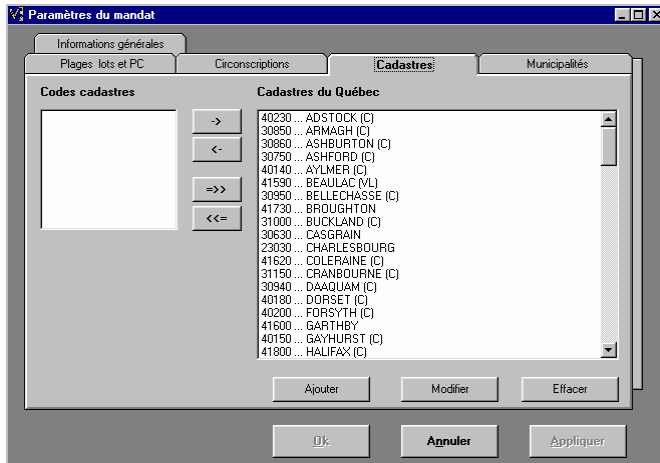 Paramètres du mandat
Informations générales
Plages lots et PC
Circonscriptions
Cadastres
Municipalités
Codes cadastres
Cadastres du Québec
->
<-
=>>
<<=
40230 ... ADSTOCK (C)
30850 ... ARMAGH (C)
30860 ... ASHBURTON (C)
30750 ... ASHFORD (C)
40140 ... AYLMER (C)
41590 ... BEAULAC (VL)
30950 ... BELLECHASSE (C)
41730 ... BROUGHTON
31000 ... BUCKLAND (C)
30630 ... CASGRAIN
23030 ... CHARLESBOURG
41620 ... COLERAINE (C)
31150 ... CRANBOURNE (C)
30940 ... DAAQUAM (C)
40180 ... DORSET (C)
40200 ... FORSYTH (C)
41600 ... GARTHBY
40150 ... GAYHURST (C)
41800 ... HALIFAX (C)
Ajouter
Modifier
Effacer
Ok
Annuler
Appliquer